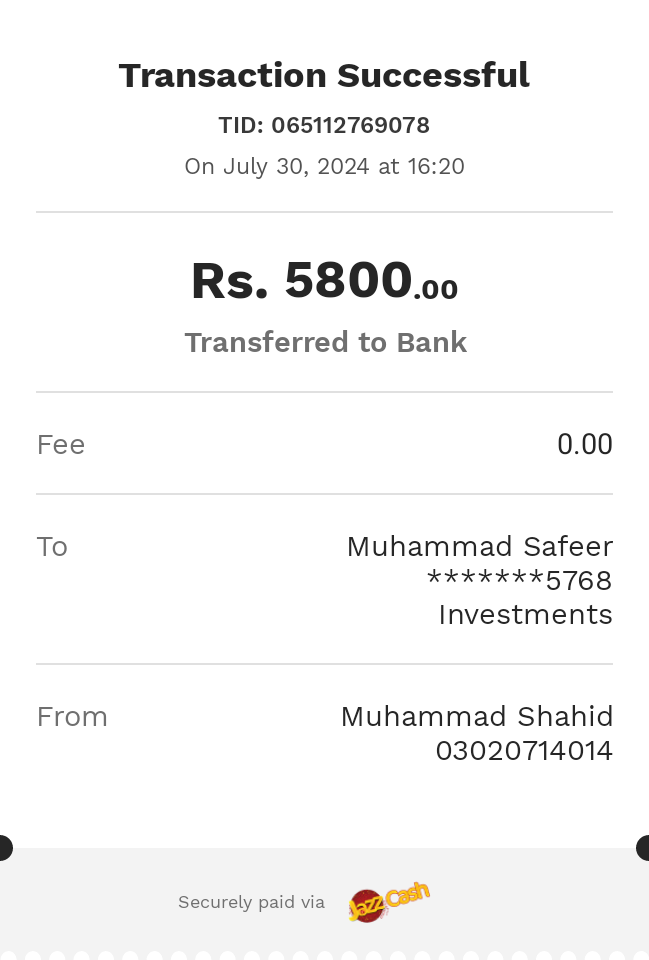 Transaction Successful
TID: 065112769078
On July 30, 2024 at 16:20
Rs. 5800.00
Transferred to Bank
Fee 0.00
To Muhammad Safeer
*******5768
Investments
From Muhammad Shahid
03020714014
Securely paid via JazzCash